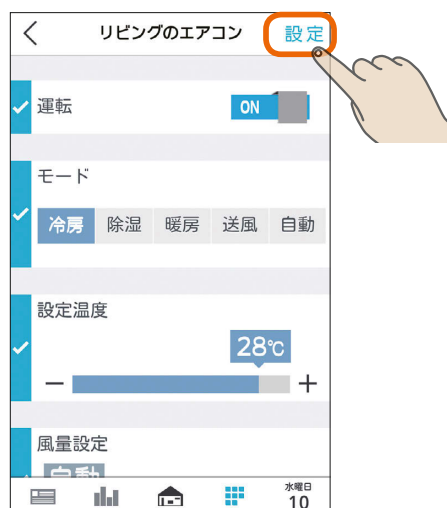 リビングのエアコン 設定
運転 ON
モード
冷房 除湿 暖房 送風 自動
設定温度
28℃
− +
風量設定
自動
水曜日
10